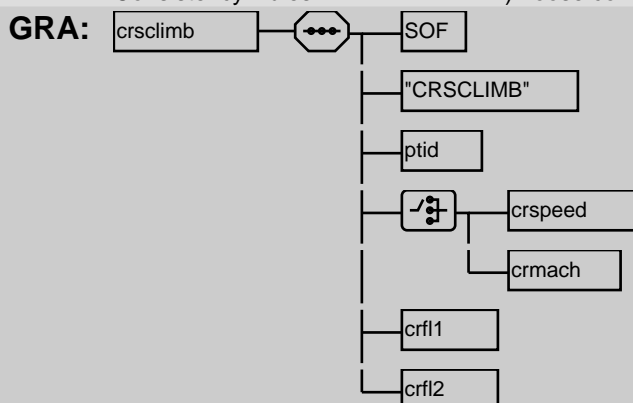 GRA: crsclimb SOF
"CRSCLIMB"
ptid
crspeed
crmach
crfl1
crfl2